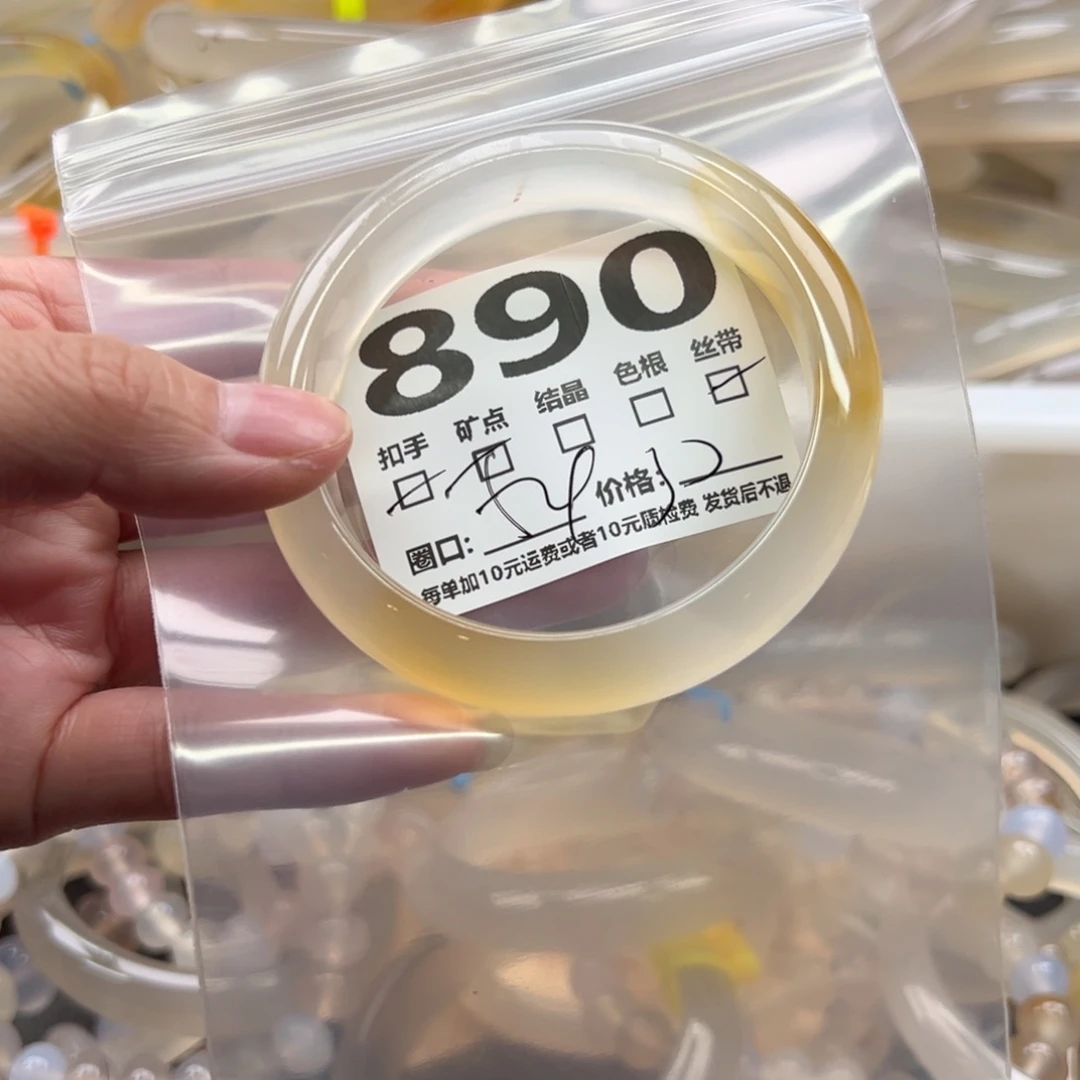 890
扣手 矿点 结晶 色根 丝带
圈口: 54 价格:
每单加10元运费或者10元质检费 发货后不退